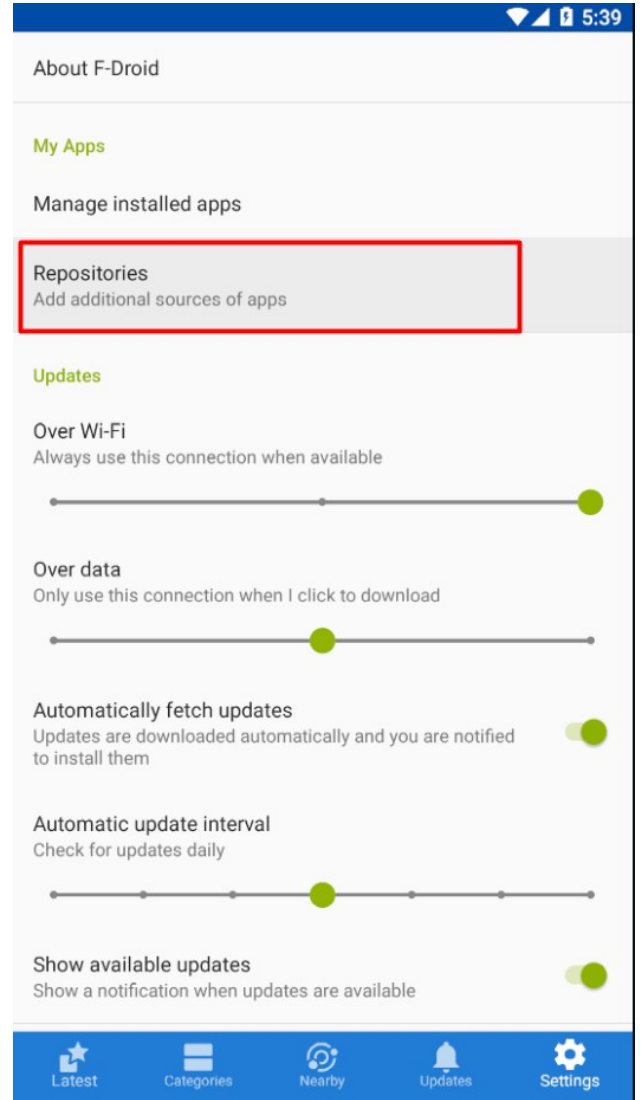 5:39
About F-Droid
My Apps
Manage installed apps
Repositories
Add additional sources of apps
Updates
Over Wi-Fi
Always use this connection when available
Over data
Only use this connection when I click to download
Automatically fetch updates
Updates are downloaded automatically and you are notified
to install them
Automatic update interval
Check for updates daily
Show available updates
Show a notification when updates are available
Latest
Categories
Nearby
Updates
Settings